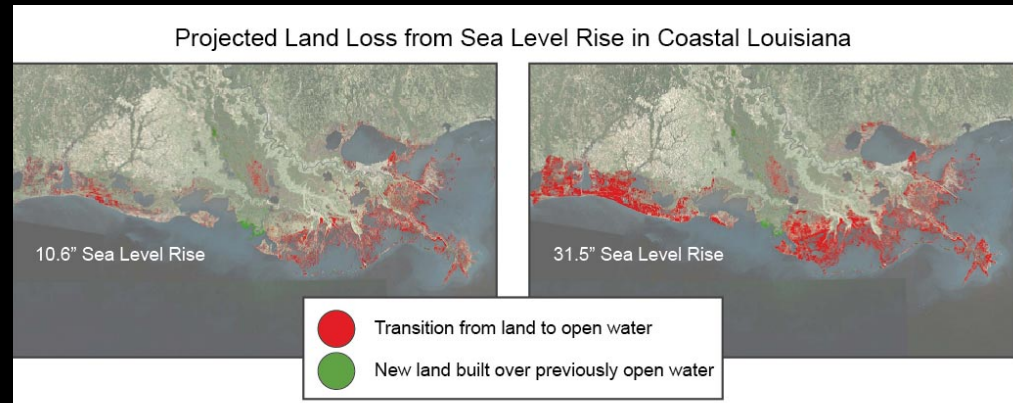 Projected Land Loss from Sea Level Rise in Coastal Louisiana
10.6” Sea Level Rise
31.5” Sea Level Rise
Transition from land to open water
New land built over previously open water